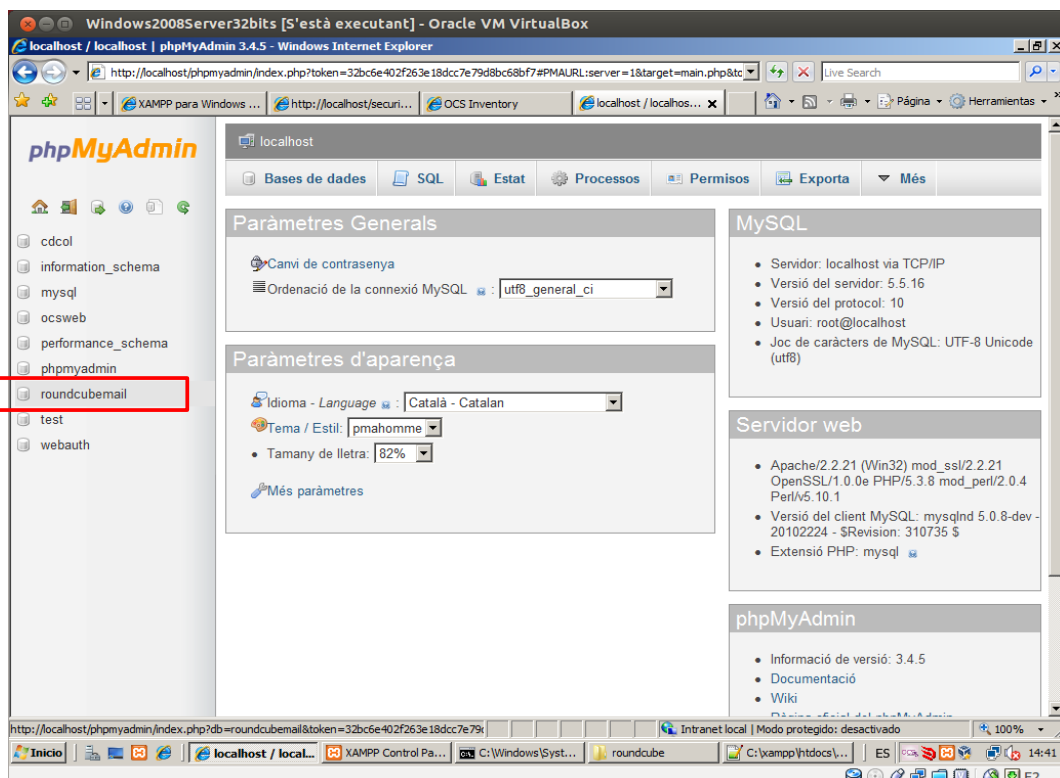 Windows2008Server32bits [S'està executant] - Oracle VM VirtualBox
localhost / localhost | phpMyAdmin 3.4.5 - Windows Internet Explorer
http://localhost/phpmyadmin/index.php?token=32bc6e402f263e18dcc7e79d8bc68bf7#PMAURL:server=1&target=main.php&tc
Live Search
XAMPP para Windows ...
http://localhost/securi...
OCS Inventory
localhost / localhos...
Página
Herramientas
phpMyAdmin
cdcol
information_schema
mysql
ocsweb
performance_schema
phpmyadmin
roundcubemail
test
webauth
localhost
Bases de dades
SQL
Estat
Processos
Permisos
Exporta
Més
Paràmetres Generals
Canvi de contrasenya
Ordenació de la connexió MySQL : utf8_general_ci
Paràmetres d'aparença
Idioma - Language : Català - Catalan
Tema / Estil: pmahomme
Tamany de lletra: 82%
Més paràmetres
MySQL
Servidor: localhost via TCP/IP
Versió del servidor: 5.5.16
Versió del protocol: 10
Usuari: root@localhost
Joc de caràcters de MySQL: UTF-8 Unicode
(utf8)
Servidor web
Apache/2.2.21 (Win32) mod_ssl/2.2.21
OpenSSL/1.0.0e PHP/5.3.8 mod_perl/2.0.4
Perl/v5.10.1
Versió del client MySQL: mysqlnd 5.0.8-dev -
20102224 - $Revision: 310735 $
Extensió PHP: mysql
phpMyAdmin
Informació de versió: 3.4.5
Documentació
Wiki
Pàgina oficial del phpMyAdmin
http://localhost/phpmyadmin/index.php?db=roundcubemail&token=32bc6e402f263e18dcc7e79
Intranet local | Modo protegido: desactivado
100%
Inicio
localhost / local...
XAMPP Control Pa...
C:\Windows\Syst...
roundcube
C:\xampp\htdocs\...
ES
14:41